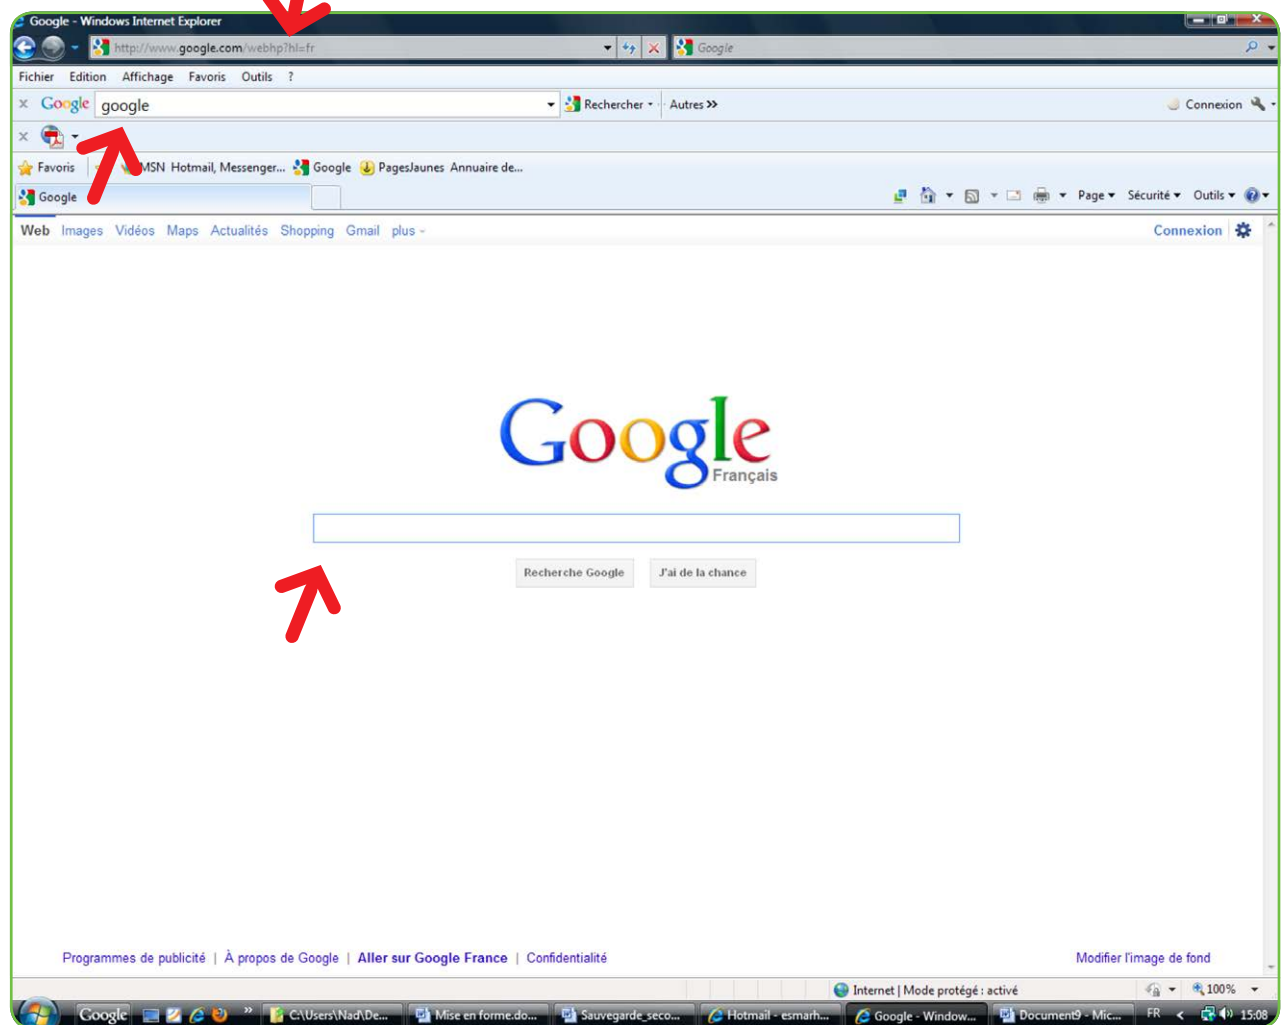 Google - Windows Internet Explorer
http://www.google.com/webhp?hl=fr Google
Fichier Edition Affichage Favoris Outils ?
x Google google Rechercher Autres >> Connexion
x
Favoris MSN Hotmail, Messenger... Google PagesJaunes Annuaire de...
Google Page Sécurité Outils
Web Images Vidéos Maps Actualités Shopping Gmail plus
Connexion
Google
Français
Recherche Google J'ai de la chance
Programmes de publicité | À propos de Google | Aller sur Google France | Confidentialité Modifier l'image de fond
Internet | Mode protégé : activé 100%
Google » C:\Users\Nad\De... Mise en forme.do... Sauvegarde_seco... Hotmail - esmarh... Google - Window... Document9 - Mic... FR < 15:08